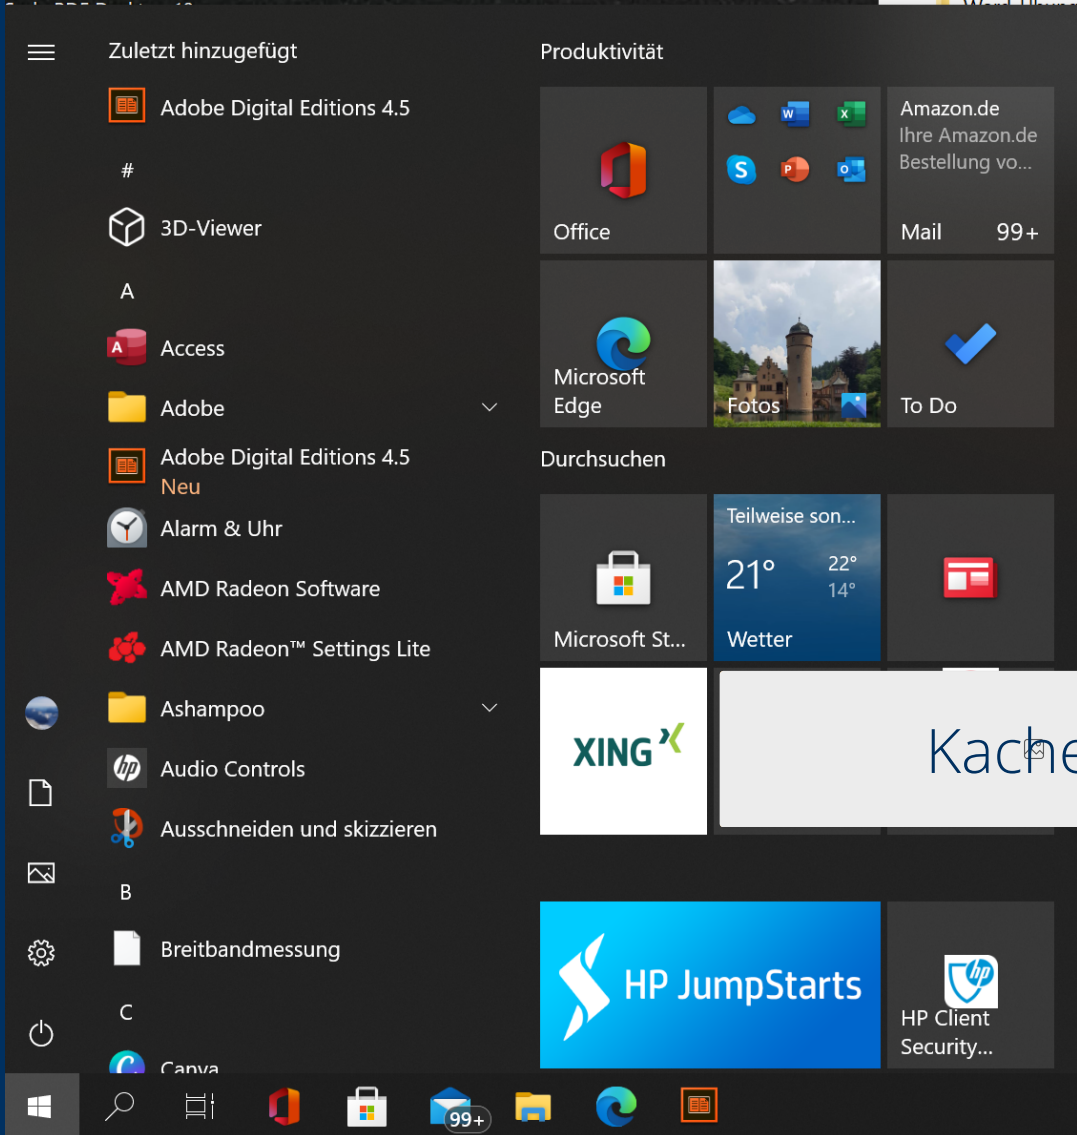 Zuletzt hinzugefügt
Adobe Digital Editions 4.5
#
3D-Viewer
A
Access
Adobe
Adobe Digital Editions 4.5
Neu
Alarm & Uhr
AMD Radeon Software
AMD Radeon™ Settings Lite
Ashampoo
Audio Controls
Ausschneiden und skizzieren
B
Breitbandmessung
C
Canva
Produktivität
Office
Amazon.de
Ihre Amazon.de
Bestellung vo...
Mail 99+
Microsoft
Edge
Fotos
To Do
Durchsuchen
Microsoft St...
Teilweise son...
21° 22°
14°
Wetter
XING
Kache
HP JumpStarts
hp
HP Client
Security...
99+